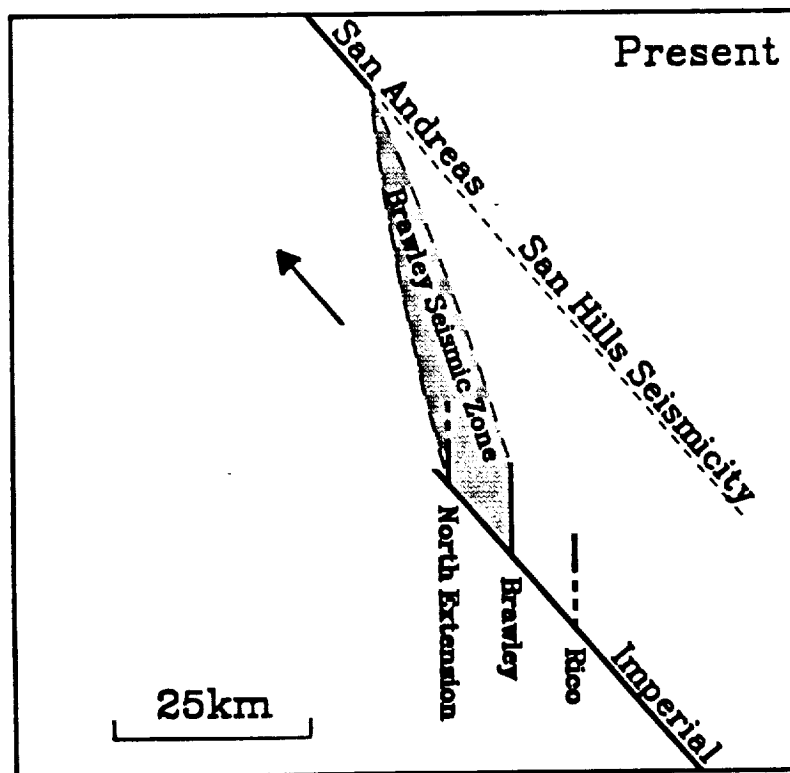 Present
San Andreas
San Hills Seismicity
Brawley Seismic Zone
North Extension
Brawley
Rico
Imperial
25km